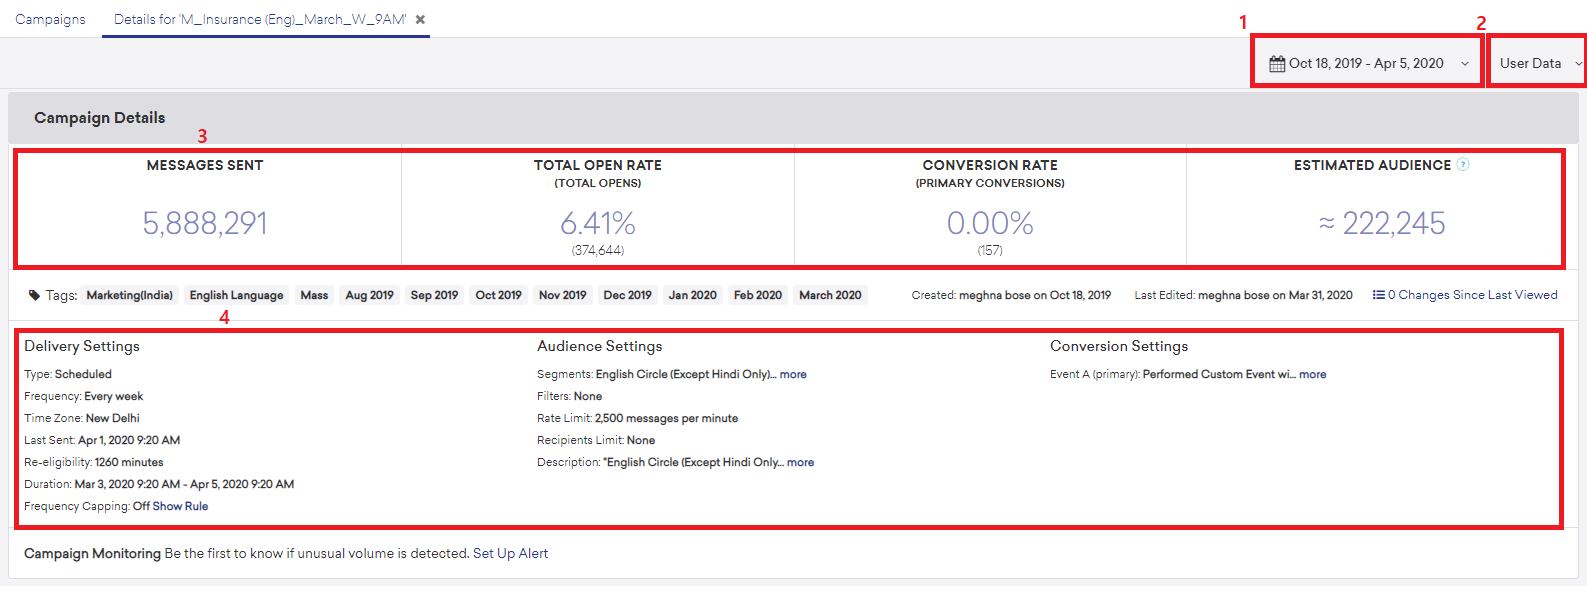 Campaigns
Details for 'M_Insurance (Eng)_March_W_9AM' ✖
1
2
Oct 18, 2019 - Apr 5, 2020
User Data
Campaign Details
3
MESSAGES SENT
5,888,291
TOTAL OPEN RATE
(TOTAL OPENS)
6.41%
(374,644)
CONVERSION RATE
(PRIMARY CONVERSIONS)
0.00%
(157)
ESTIMATED AUDIENCE ?
≈ 222,245
Tags: Marketing(India) English Language Mass Aug 2019 Sep 2019 Oct 2019 Nov 2019 Dec 2019 Jan 2020 Feb 2020 March 2020
Created: meghna bose on Oct 18, 2019
Last Edited: meghna bose on Mar 31, 2020
0 Changes Since Last Viewed
4
Delivery Settings
Type: Scheduled
Frequency: Every week
Time Zone: New Delhi
Last Sent: Apr 1, 2020 9:20 AM
Re-eligibility: 1260 minutes
Duration: Mar 3, 2020 9:20 AM - Apr 5, 2020 9:20 AM
Frequency Capping: Off Show Rule
Audience Settings
Segments: English Circle (Except Hindi Only)... more
Filters: None
Rate Limit: 2,500 messages per minute
Recipients Limit: None
Description: "English Circle (Except Hindi Only... more
Conversion Settings
Event A (primary): Performed Custom Event wi... more
Campaign Monitoring Be the first to know if unusual volume is detected. Set Up Alert